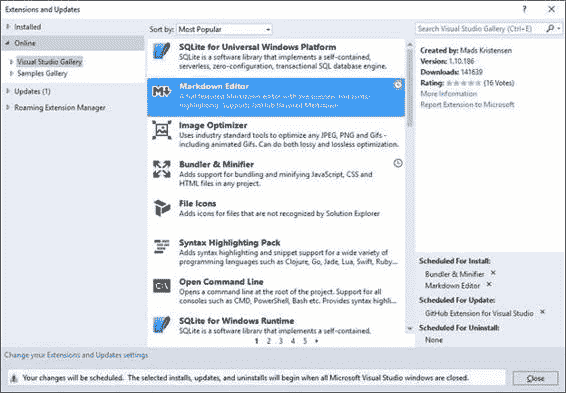 Extensions and Updates
Installed
Online
Visual Studio Gallery
Samples Gallery
Updates (1)
Roaming Extension Manager
Sort by: Most Popular
SQLite for Universal Windows Platform
SQLite is a software library that implements a self-contained,
serverless, zero-configuration, transactional SQL database engine.
Markdown Editor
A full featured Markdown editor with live preview and syntax
highlighting. Supports GitHub flavored Markdown.
Image Optimizer
Uses industry standard tools to optimize any JPEG, PNG and Gifs -
including animated Gifs. Can do both lossy and lossless optimization.
Bundler & Minifier
Adds support for bundling and minifying JavaScript, CSS and
HTML files in any project.
File Icons
Adds icons for files that are not recognized by Solution Explorer
Syntax Highlighting Pack
Adds syntax highlighting and snippet support for a wide variety of
programming languages such as Clojure, Go, Jade, Lua, Swift, Ruby...
Open Command Line
Opens a command line at the root of the project. Support for all
consoles such as CMD, PowerShell, Bash etc. Provides syntax highli...
SQLite for Windows Runtime
SQLite is a software library that implements a self-contained,
1 2 3 4 5
Search Visual Studio Gallery (Ctrl+E)
Created by: Mads Kristensen
Version: 1.10.186
Downloads: 141639
Rating: (16 Votes)
More Information
Report Extension to Microsoft
Scheduled For Install:
Bundler & Minifier
Markdown Editor
Scheduled For Update:
GitHub Extension for Visual Studio
Scheduled For Uninstall:
None
Change your Extensions and Updates settings
Your changes will be scheduled. The selected installs, updates, and uninstalls will begin when all Microsoft Visual Studio windows are closed.
Close